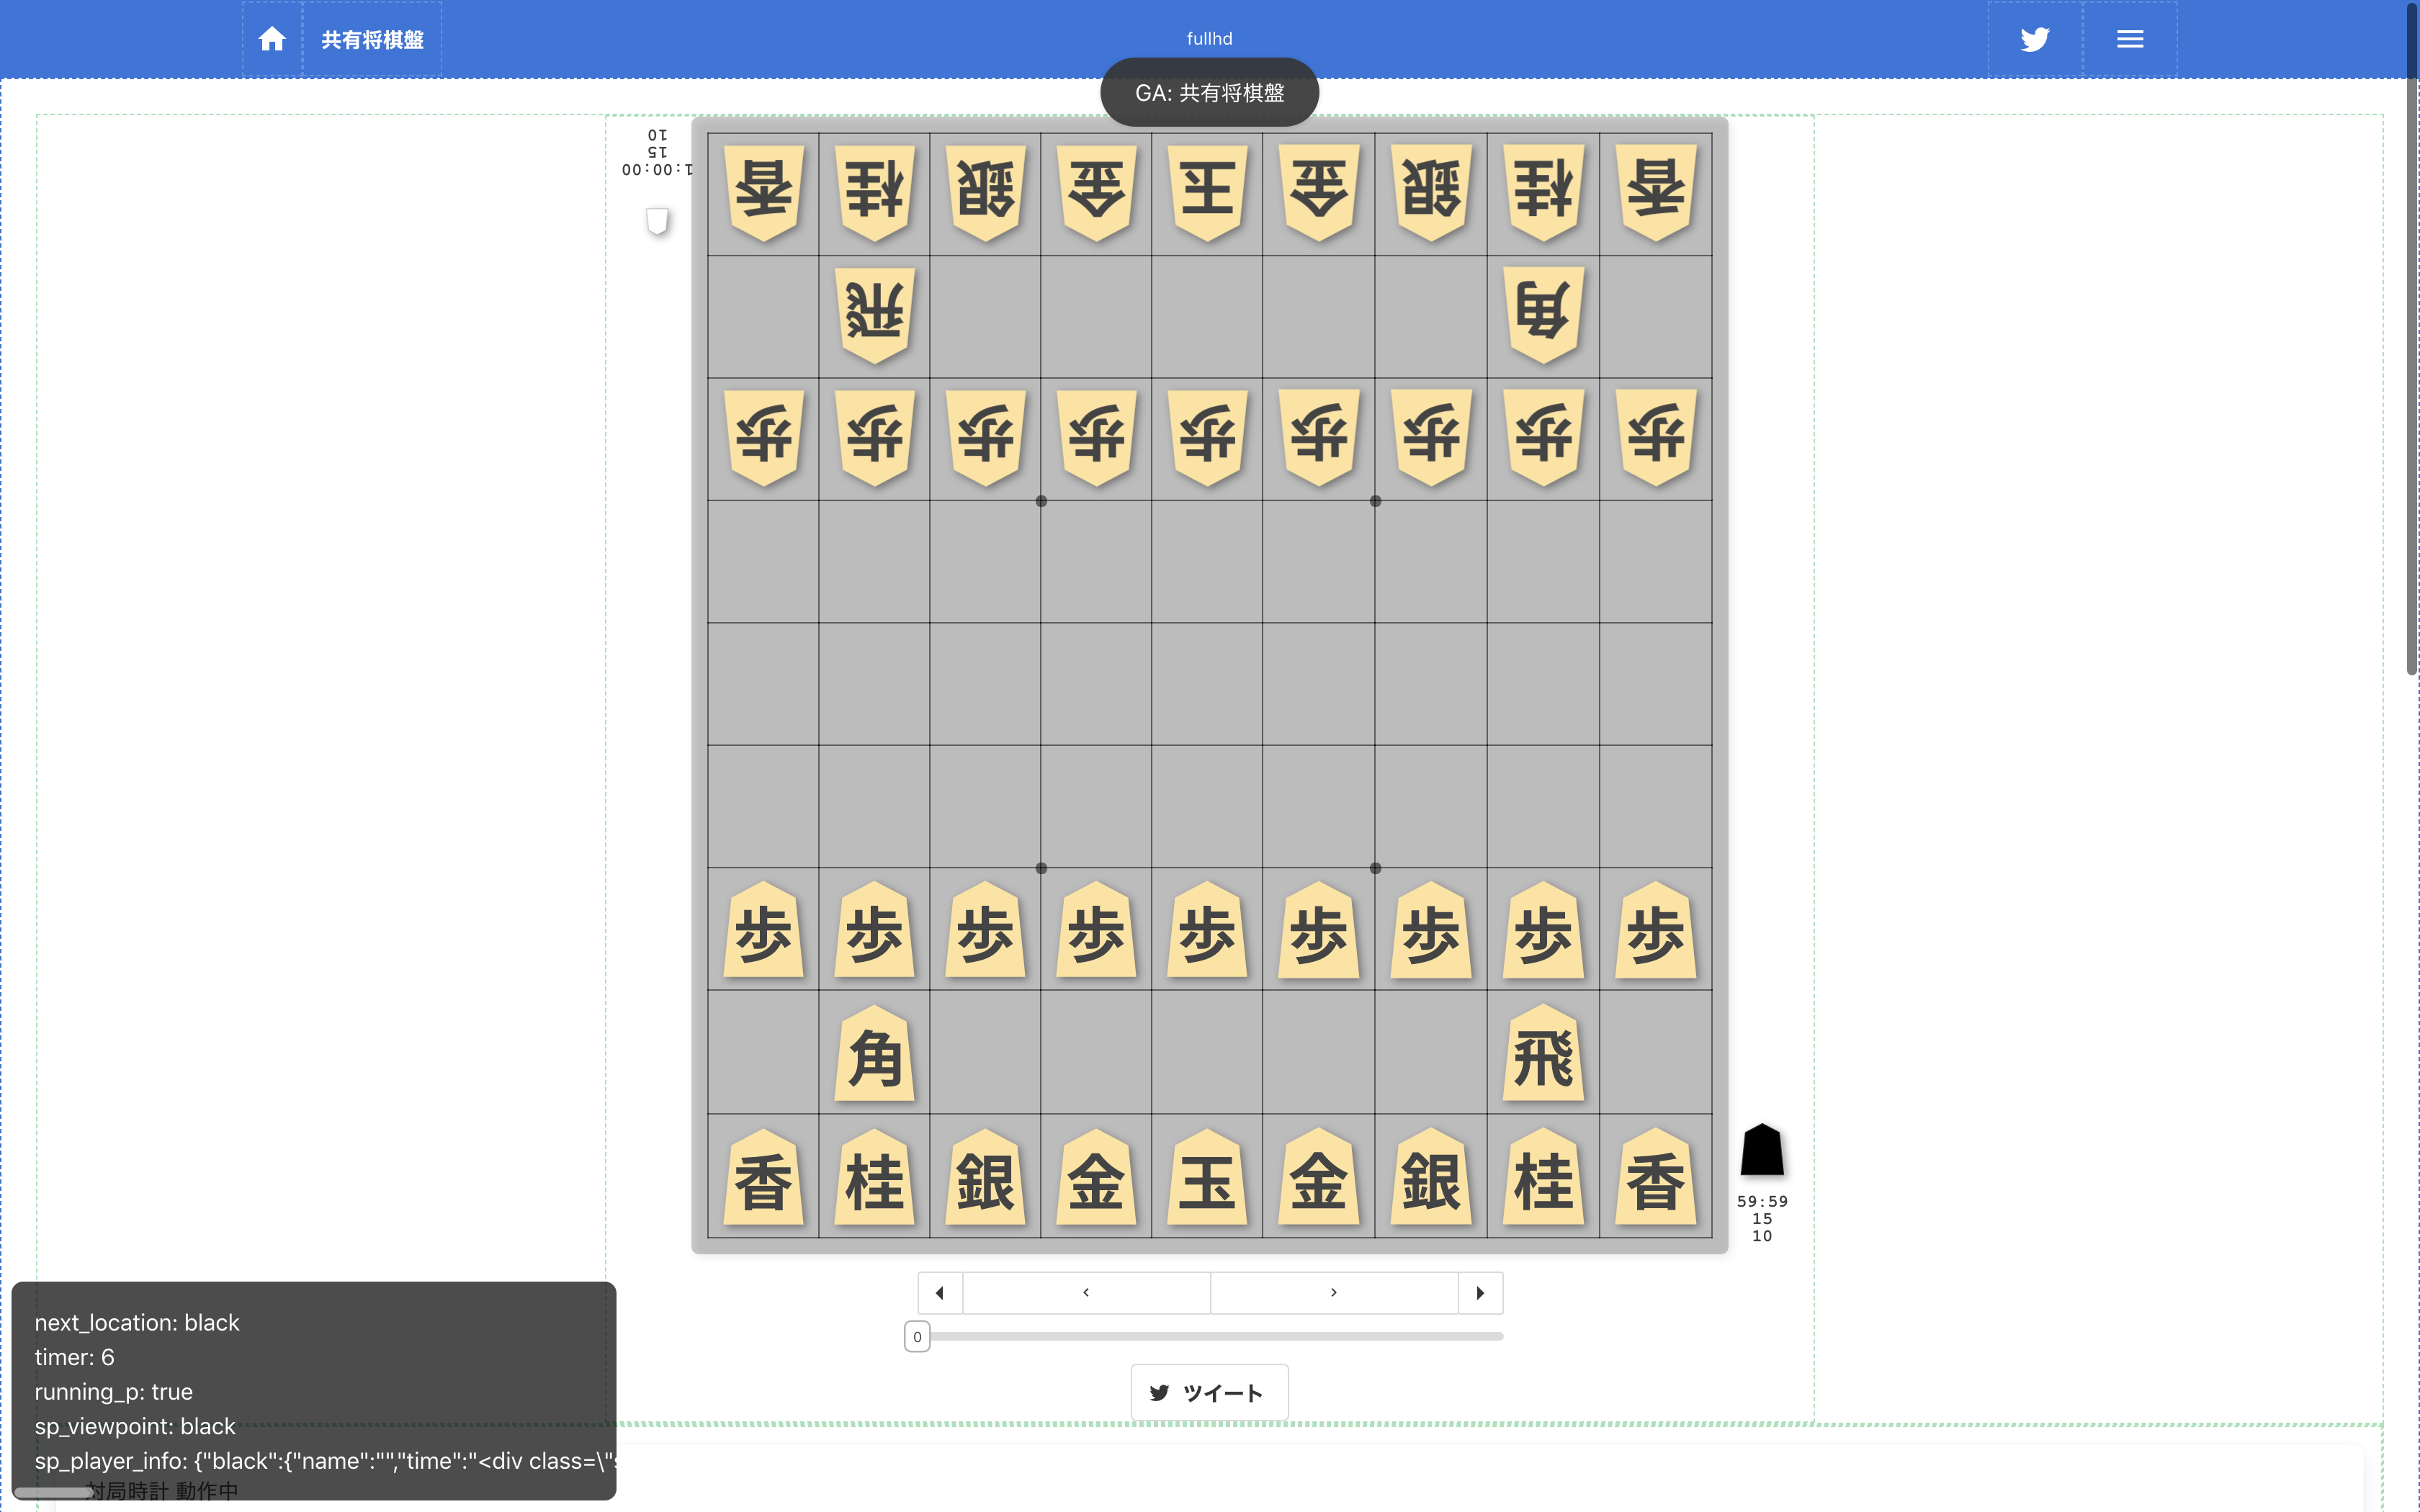 共有将棋盤
fullhd
GA: 共有将棋盤
10
15
1:00:00
香 桂 銀 金 玉 金 銀 桂 香
飛 角
歩 歩 歩 歩 歩 歩 歩 歩 歩
歩 歩 歩 歩 歩 歩 歩 歩 歩
角 飛
香 桂 銀 金 玉 金 銀 桂 香
59:59
15
10
0
ツイート
next_location: black
timer: 6
running_p: true
sp_viewpoint: black
sp_player_info: {"black":{"name":"","time":"<div class=\"s
対局時計 動作中